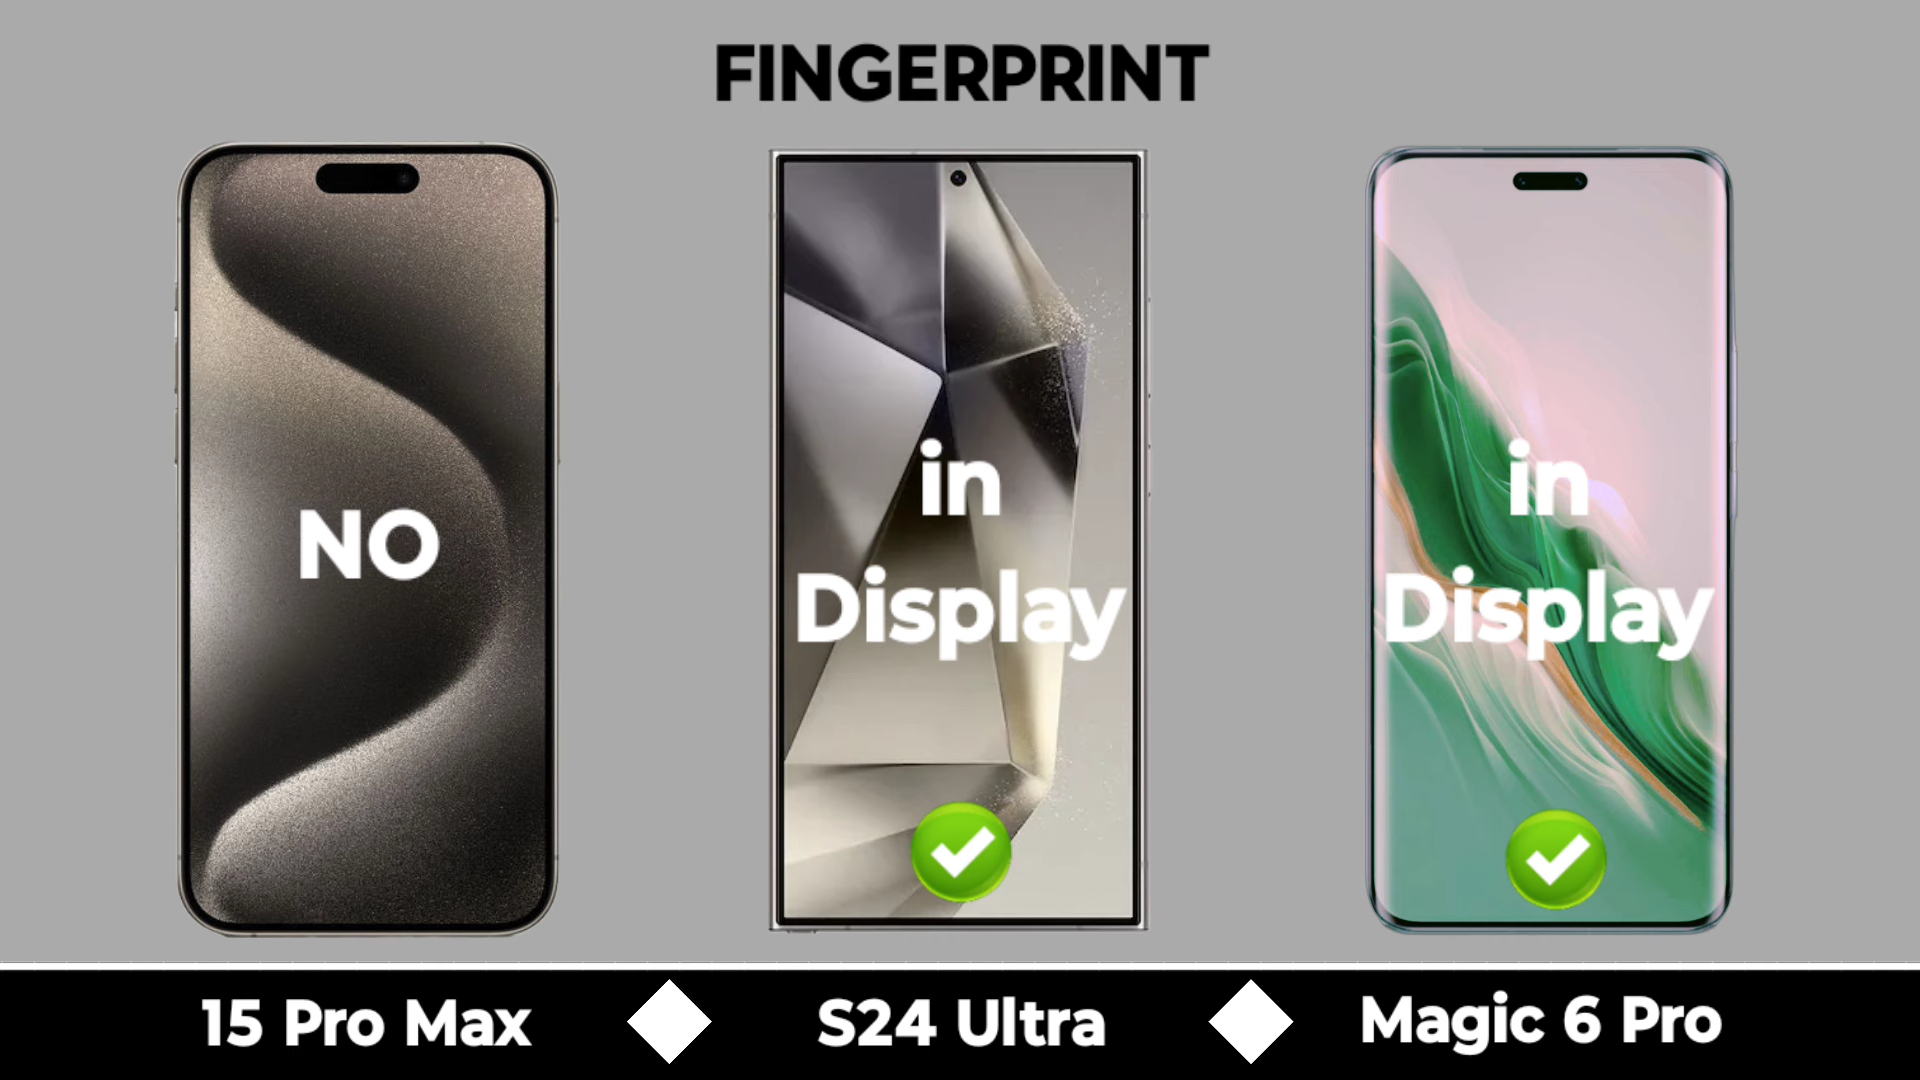 FINGERPRINT
NO
in
Display
in
Display
15 Pro Max
S24 Ultra
Magic 6 Pro